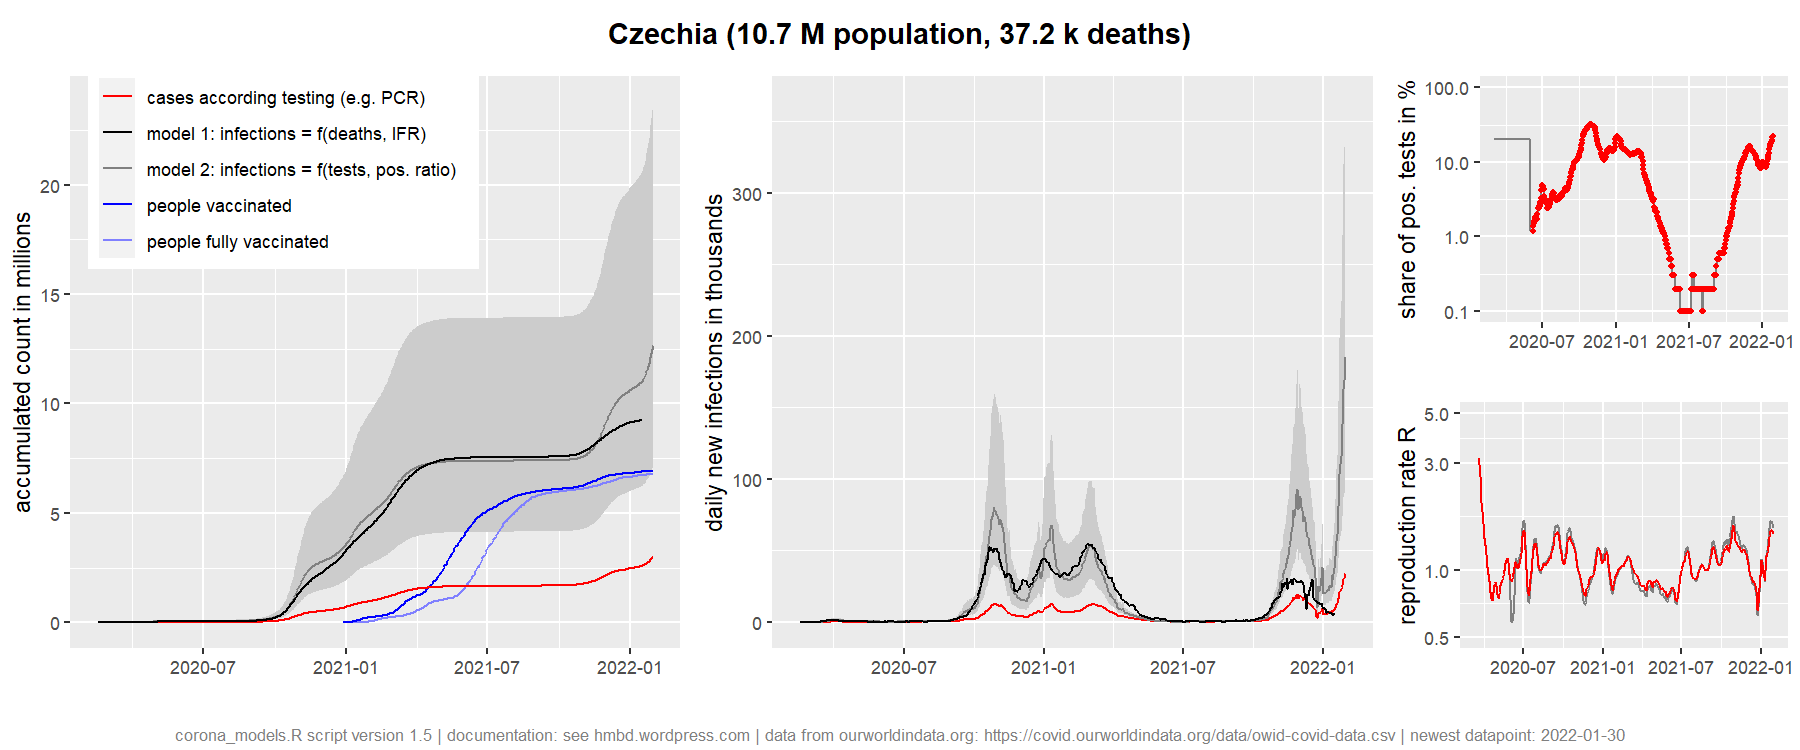 Czechia (10.7 M population, 37.2 k deaths)
cases according testing (e.g. PCR)
model 1: infections = f(deaths, IFR)
model 2: infections = f(tests, pos. ratio)
people vaccinated
people fully vaccinated
accumulated count in millions
20
15
10
5
0
2020-07 2021-01 2021-07 2022-01
daily new infections in thousands
300
200
100
0
2020-07 2021-01 2021-07 2022-01
share of pos. tests in %
100.0
10.0
1.0
0.1
2020-07 2021-01 2021-07 2022-01
reproduction rate R
5.0
3.0
1.0
0.5
2020-07 2021-01 2021-07 2022-01
corona_models.R script version 1.5 | documentation: see hmbd.wordpress.com | data from ourworldindata.org: https://covid.ourworldindata.org/data/owid-covid-data.csv | newest datapoint: 2022-01-30